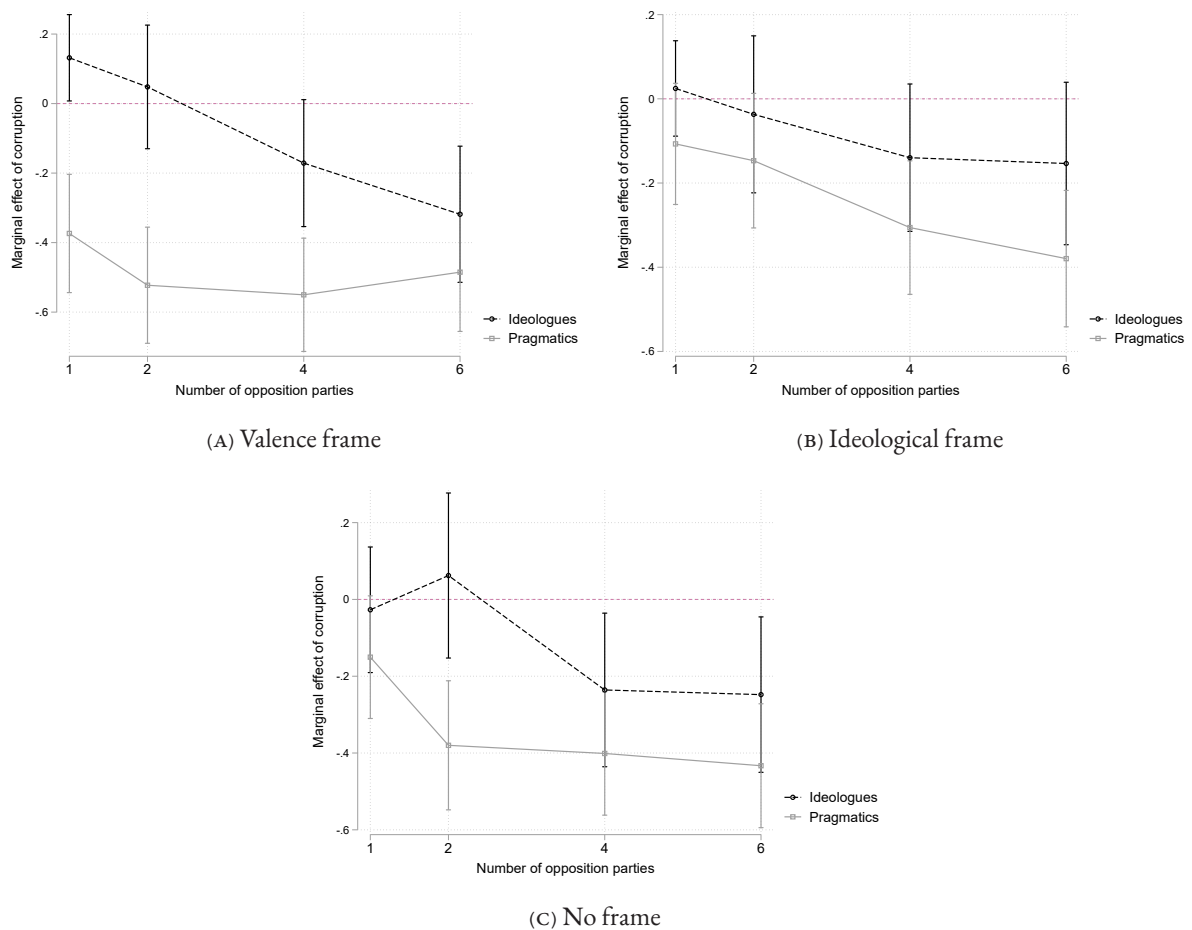 .2
0
-.2
-.4
-.6
Marginal effect of corruption
1 2 4 6
Number of opposition parties
Ideologues
Pragmatics
(A) Valence frame
.2
0
-.2
-.4
-.6
Marginal effect of corruption
1 2 4 6
Number of opposition parties
Ideologues
Pragmatics
(B) Ideological frame
.2
0
-.2
-.4
-.6
Marginal effect of corruption
1 2 4 6
Number of opposition parties
Ideologues
Pragmatics
(C) No frame